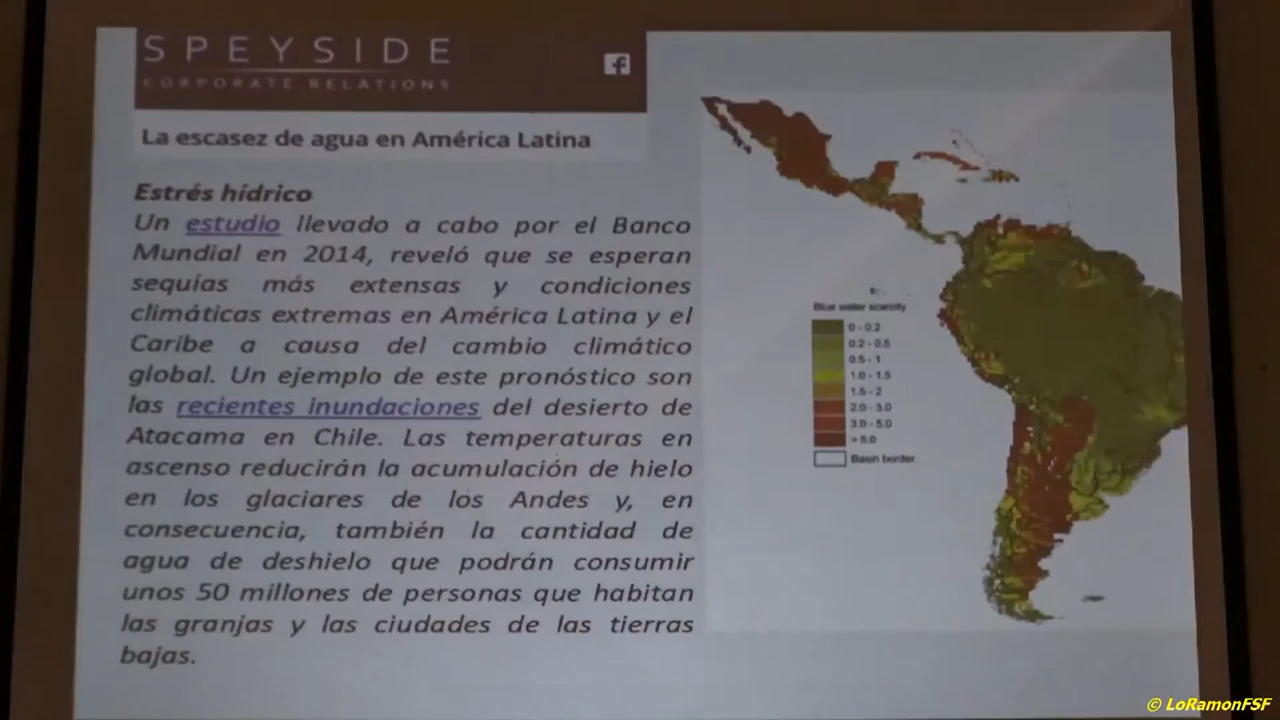 SPEYSIDE
CORPORATE RELATIONS
La escasez de agua en América Latina
Estrés hídrico
Un estudio llevado a cabo por el Banco
Mundial en 2014, reveló que se esperan
sequías más extensas y condiciones
climáticas extremas en América Latina y el
Caribe a causa del cambio climático
global. Un ejemplo de este pronóstico son
las recientes inundaciones del desierto de
Atacama en Chile. Las temperaturas en
ascenso reducirán la acumulación de hielo
en los glaciares de los Andes y, en
consecuencia, también la cantidad de
agua de deshielo que podrán consumir
unos 50 millones de personas que habitan
las granjas y las ciudades de las tierras
bajas.
Blue water scarcity
0 - 0.2
0.2 - 0.5
0.5 - 1
1.0 - 1.5
1.5 - 2
2.0 - 3.0
3.0 - 5.0
> 5.0
Basin border
© LoRamonFSF